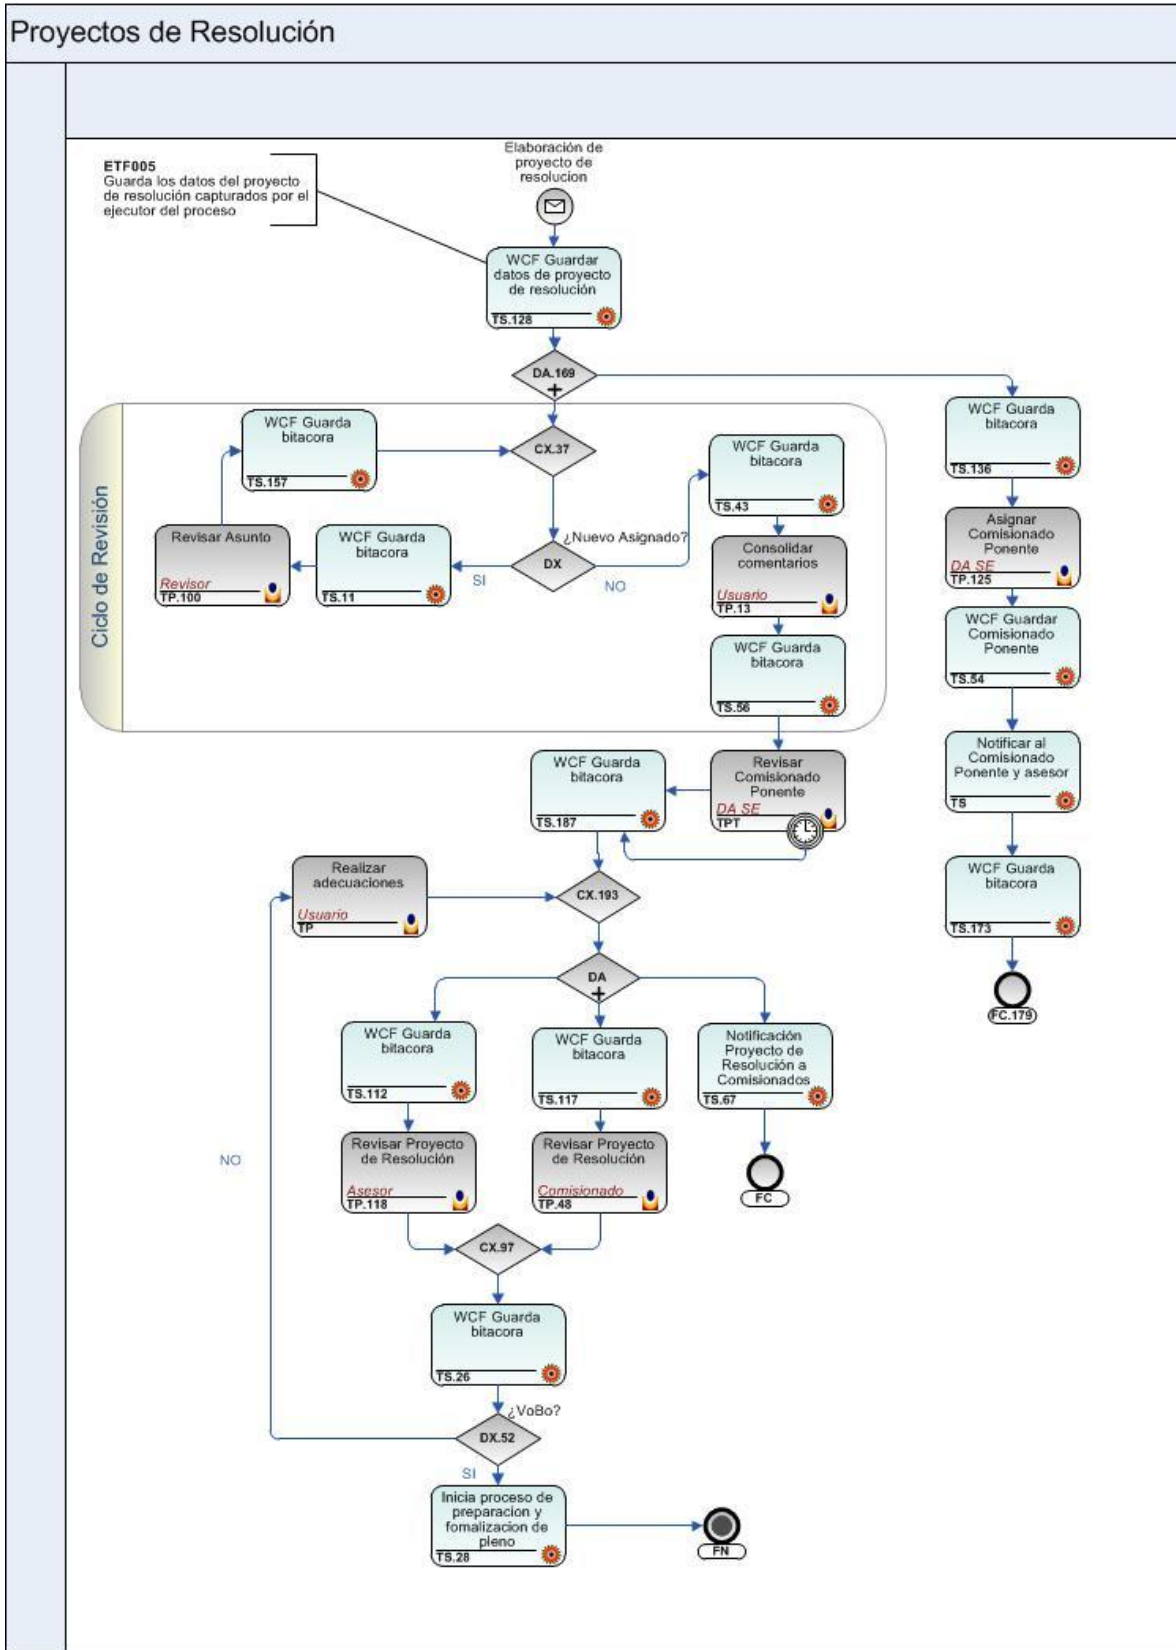 Proyectos de Resolución
ETF005
Guarda los datos del proyecto
de resolución capturados por el
ejecutor del proceso
Elaboración de
proyecto de
resolucion
WCF Guardar
datos de proyecto
de resolución
TS.128
DA.169
Ciclo de Revisión
WCF Guarda
bitacora
TS.157
CX.37
WCF Guarda
bitacora
TS.43
WCF Guarda
bitacora
TS.136
Revisar Asunto
Revisor
TP.100
WCF Guarda
bitacora
TS.11
SI
DX
¿Nuevo Asignado?
NO
Consolidar
comentarios
Usuario
TP.13
Asignar
Comisionado
Ponente
DA SE
TP.125
WCF Guarda
bitacora
TS.56
WCF Guardar
Comisionado
Ponente
TS.54
WCF Guarda
bitacora
TS.187
Revisar
Comisionado
Ponente
DA SE
TPT
Notificar al
Comisionado
Ponente y asesor
TS
Realizar
adecuaciones
Usuario
TP
CX.193
WCF Guarda
bitacora
TS.173
DA
FC.179
WCF Guarda
bitacora
TS.112
WCF Guarda
bitacora
TS.117
Notificación
Proyecto de
Resolución a
Comisionados
TS.67
NO
Revisar Proyecto
de Resolución
Asesor
TP.118
Revisar Proyecto
de Resolución
Comisionado
TP.48
FC
CX.97
WCF Guarda
bitacora
TS.26
¿VoBo?
DX.52
SI
Inicia proceso de
preparacion y
fomalizacion de
pleno
TS.28
FN